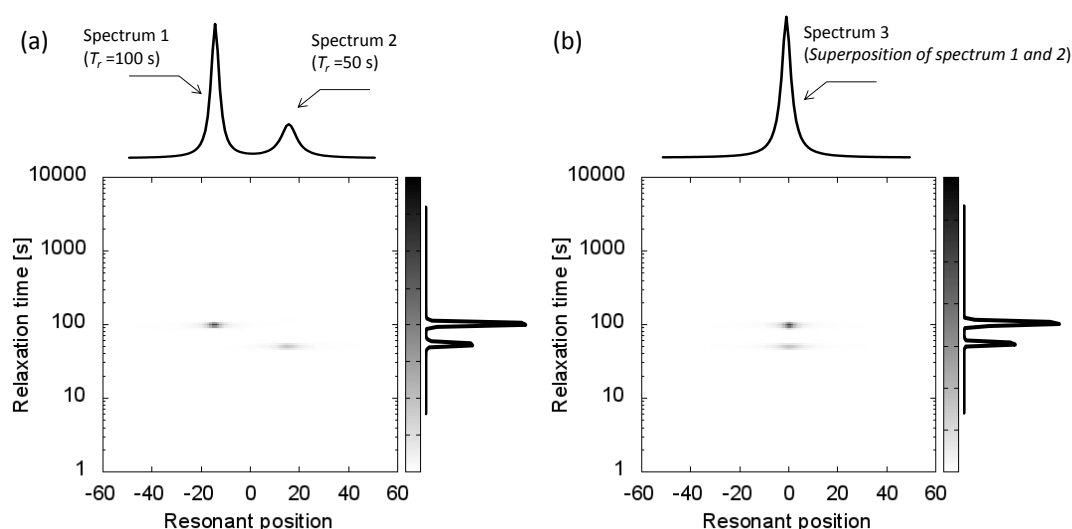 (a)
Spectrum 1
(Tr =100 s)
Spectrum 2
(Tr =50 s)
10000
1000
100
10
1
Relaxation time [s]
-60 -40 -20 0 20 40 60
Resonant position
(b)
Spectrum 3
(Superposition of spectrum 1 and 2)
10000
1000
100
10
1
Relaxation time [s]
-60 -40 -20 0 20 40 60
Resonant position